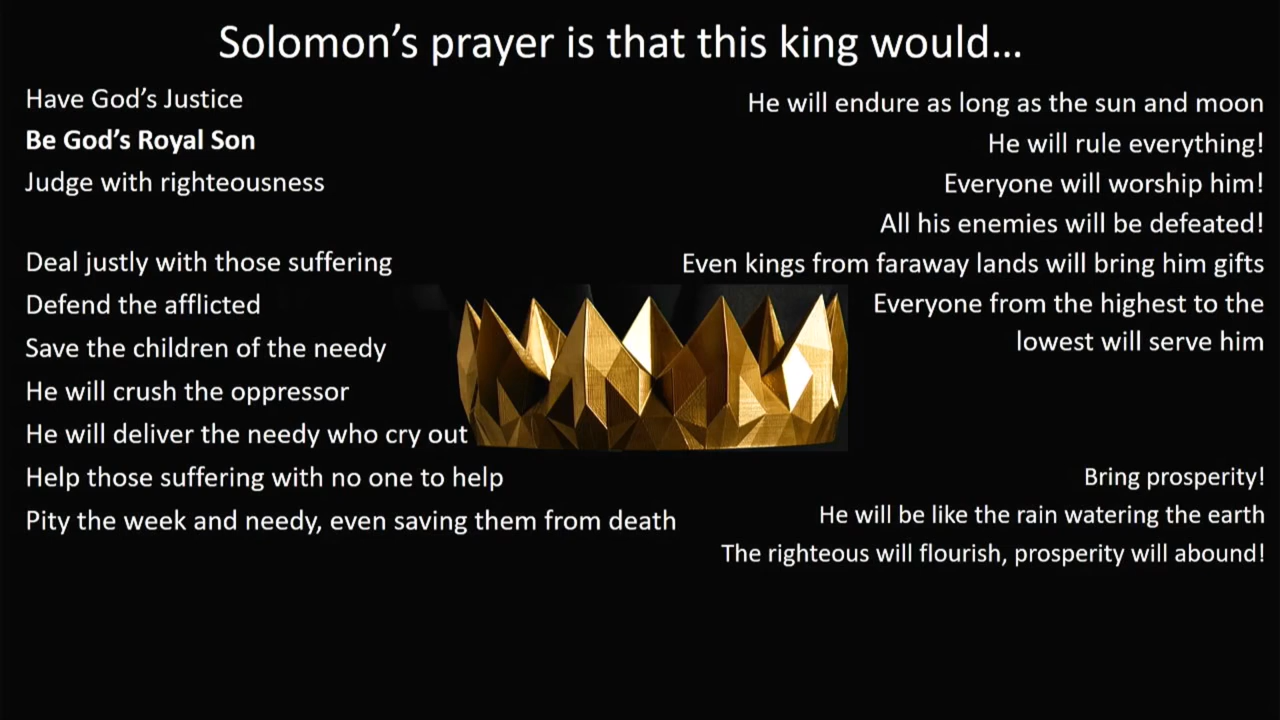 Solomon’s prayer is that this king would…
Have God’s Justice
Be God’s Royal Son
Judge with righteousness
Deal justly with those suffering
Defend the afflicted
Save the children of the needy
He will crush the oppressor
He will deliver the needy who cry out
Help those suffering with no one to help
Pity the week and needy, even saving them from death
He will endure as long as the sun and moon
He will rule everything!
Everyone will worship him!
All his enemies will be defeated!
Even kings from faraway lands will bring him gifts
Everyone from the highest to the
lowest will serve him
Bring prosperity!
He will be like the rain watering the earth
The righteous will flourish, prosperity will abound!